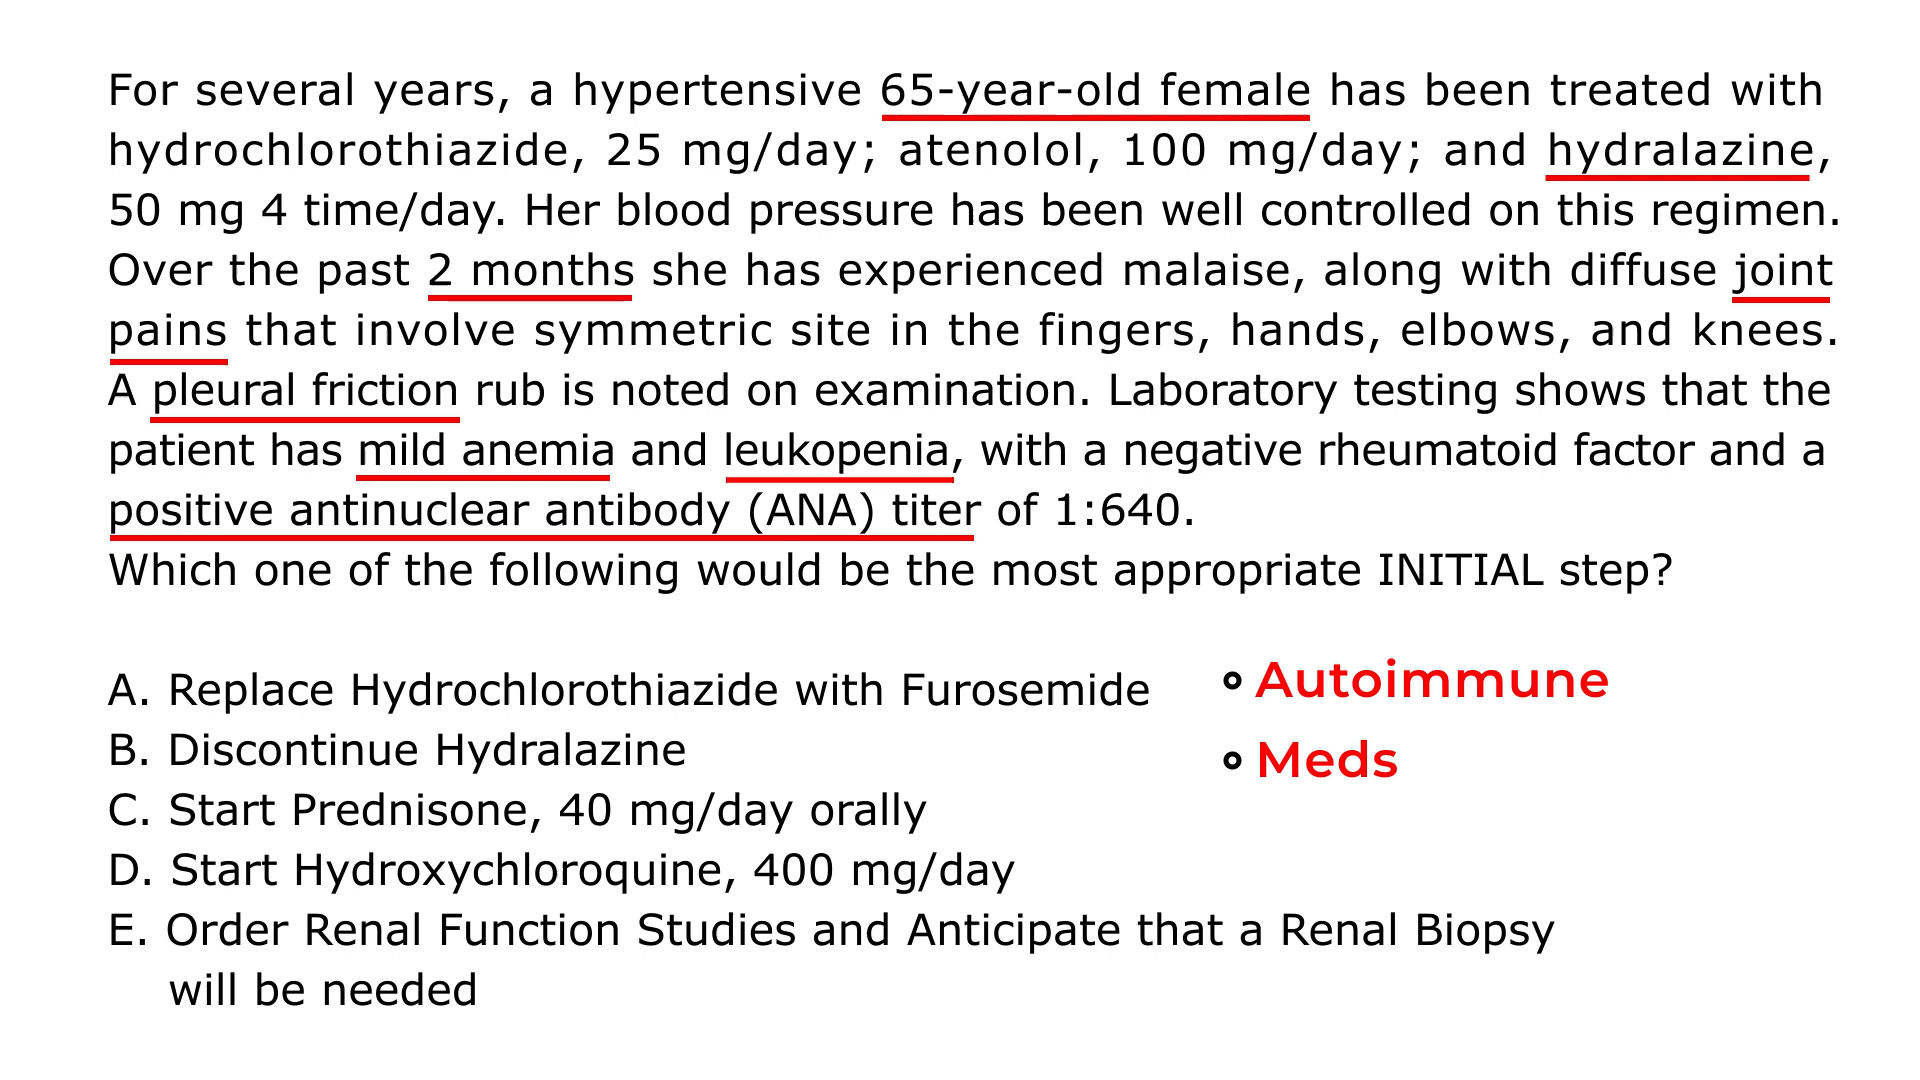 For several years, a hypertensive 65-year-old female has been treated with
hydrochlorothiazide, 25 mg/day; atenolol, 100 mg/day; and hydralazine,
50 mg 4 time/day. Her blood pressure has been well controlled on this regimen.
Over the past 2 months she has experienced malaise, along with diffuse joint
pains that involve symmetric site in the fingers, hands, elbows, and knees.
A pleural friction rub is noted on examination. Laboratory testing shows that the
patient has mild anemia and leukopenia, with a negative rheumatoid factor and a
positive antinuclear antibody (ANA) titer of 1:640.
Which one of the following would be the most appropriate INITIAL step?
A. Replace Hydrochlorothiazide with Furosemide
B. Discontinue Hydralazine
C. Start Prednisone, 40 mg/day orally
D. Start Hydroxychloroquine, 400 mg/day
E. Order Renal Function Studies and Anticipate that a Renal Biopsy
will be needed
Autoimmune
Meds